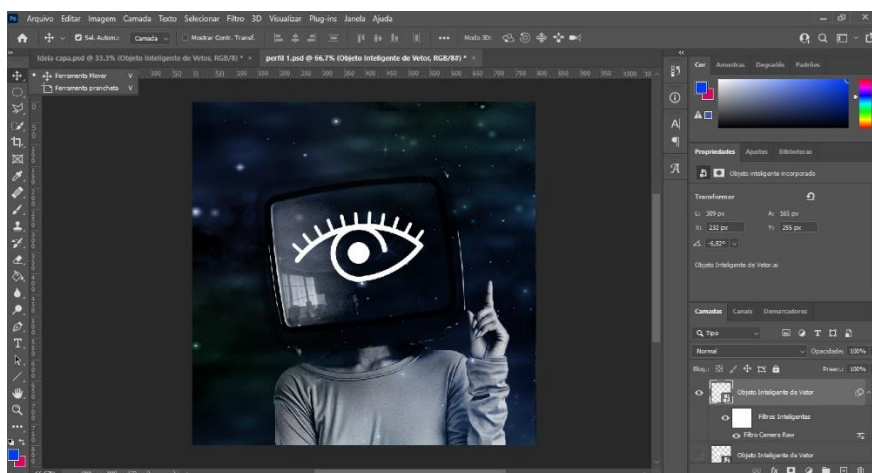 Ps Arquivo Editar Imagem Camada Texto Selecionar Filtro 3D Visualizar Plug-ins Janela Ajuda
Sel. Autom.: Camada Mostrar Contr. Transf. Modo 3D:
Ideia capa.psd @ 33,3% (Objeto Inteligente de Vetor, RGB/8) * × perfil 1.psd @ 66,7% (Objeto Inteligente de Vetor, RGB/8#) * ×
Ferramenta Mover V
Ferramenta prancheta V
Cor Amostras Degradês Padrões
Propriedades Ajustes Bibliotecas
Objeto inteligente incorporado
Transformar
L: 309 px A: 165 px
X: 232 px Y: 255 px
-6,82°
Objeto Inteligente de Vetor.ai
Camadas Canais Demarcadores
Tipo
Normal Opacidade: 100%
Bloq.: Preen.: 100%
Objeto Inteligente de Vetor
Filtros Inteligentes
Filtro Camera Raw
Objeto Inteligente de Vetor